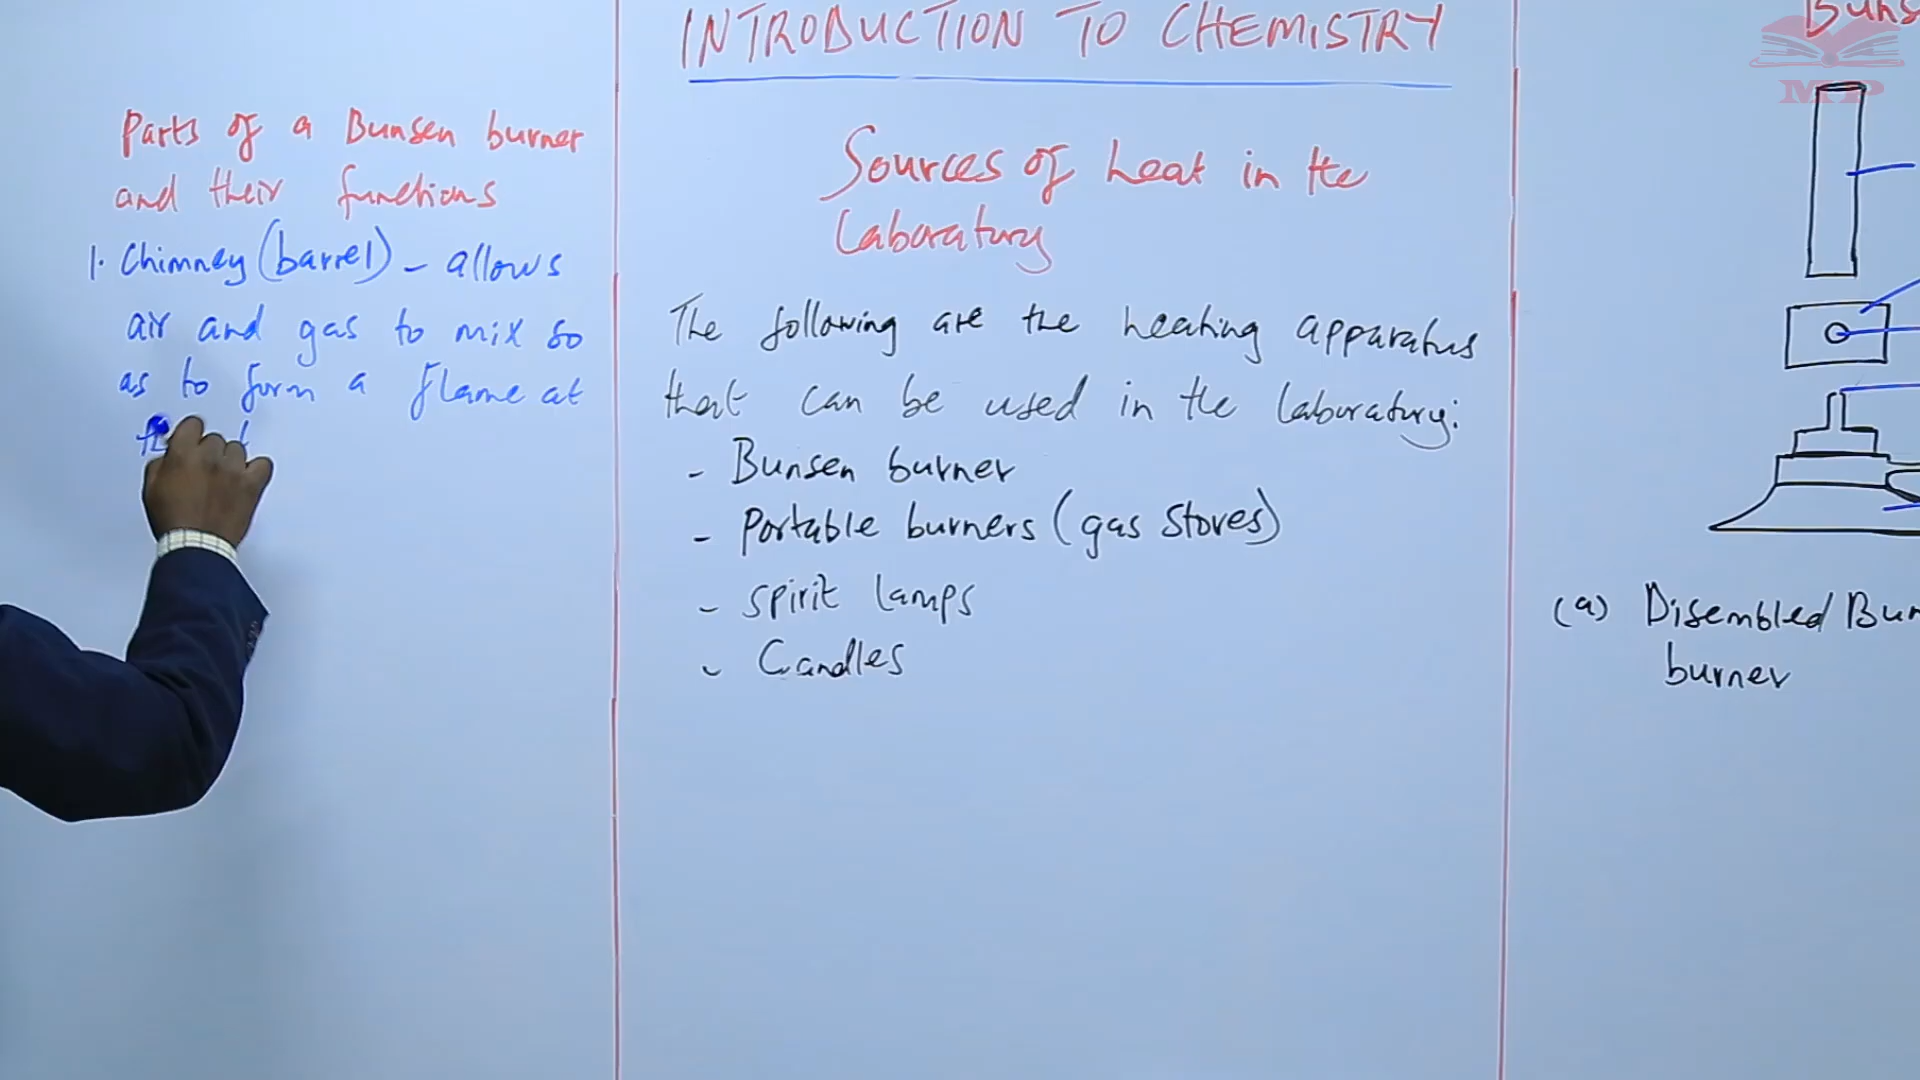 INTRODUCTION TO CHEMISTRY
Parts of a Bunsen burner
and their functions
1. Chimney (barrel) - allows
air and gas to mix so
as to form a flame at
Sources of heat in the
Laboratory
The following are the heating apparatus
that can be used in the laboratory:
- Bunsen burner
- Portable burners (gas stoves)
- Spirit lamps
- Candles
MP
(a) Disembled Bun
burner